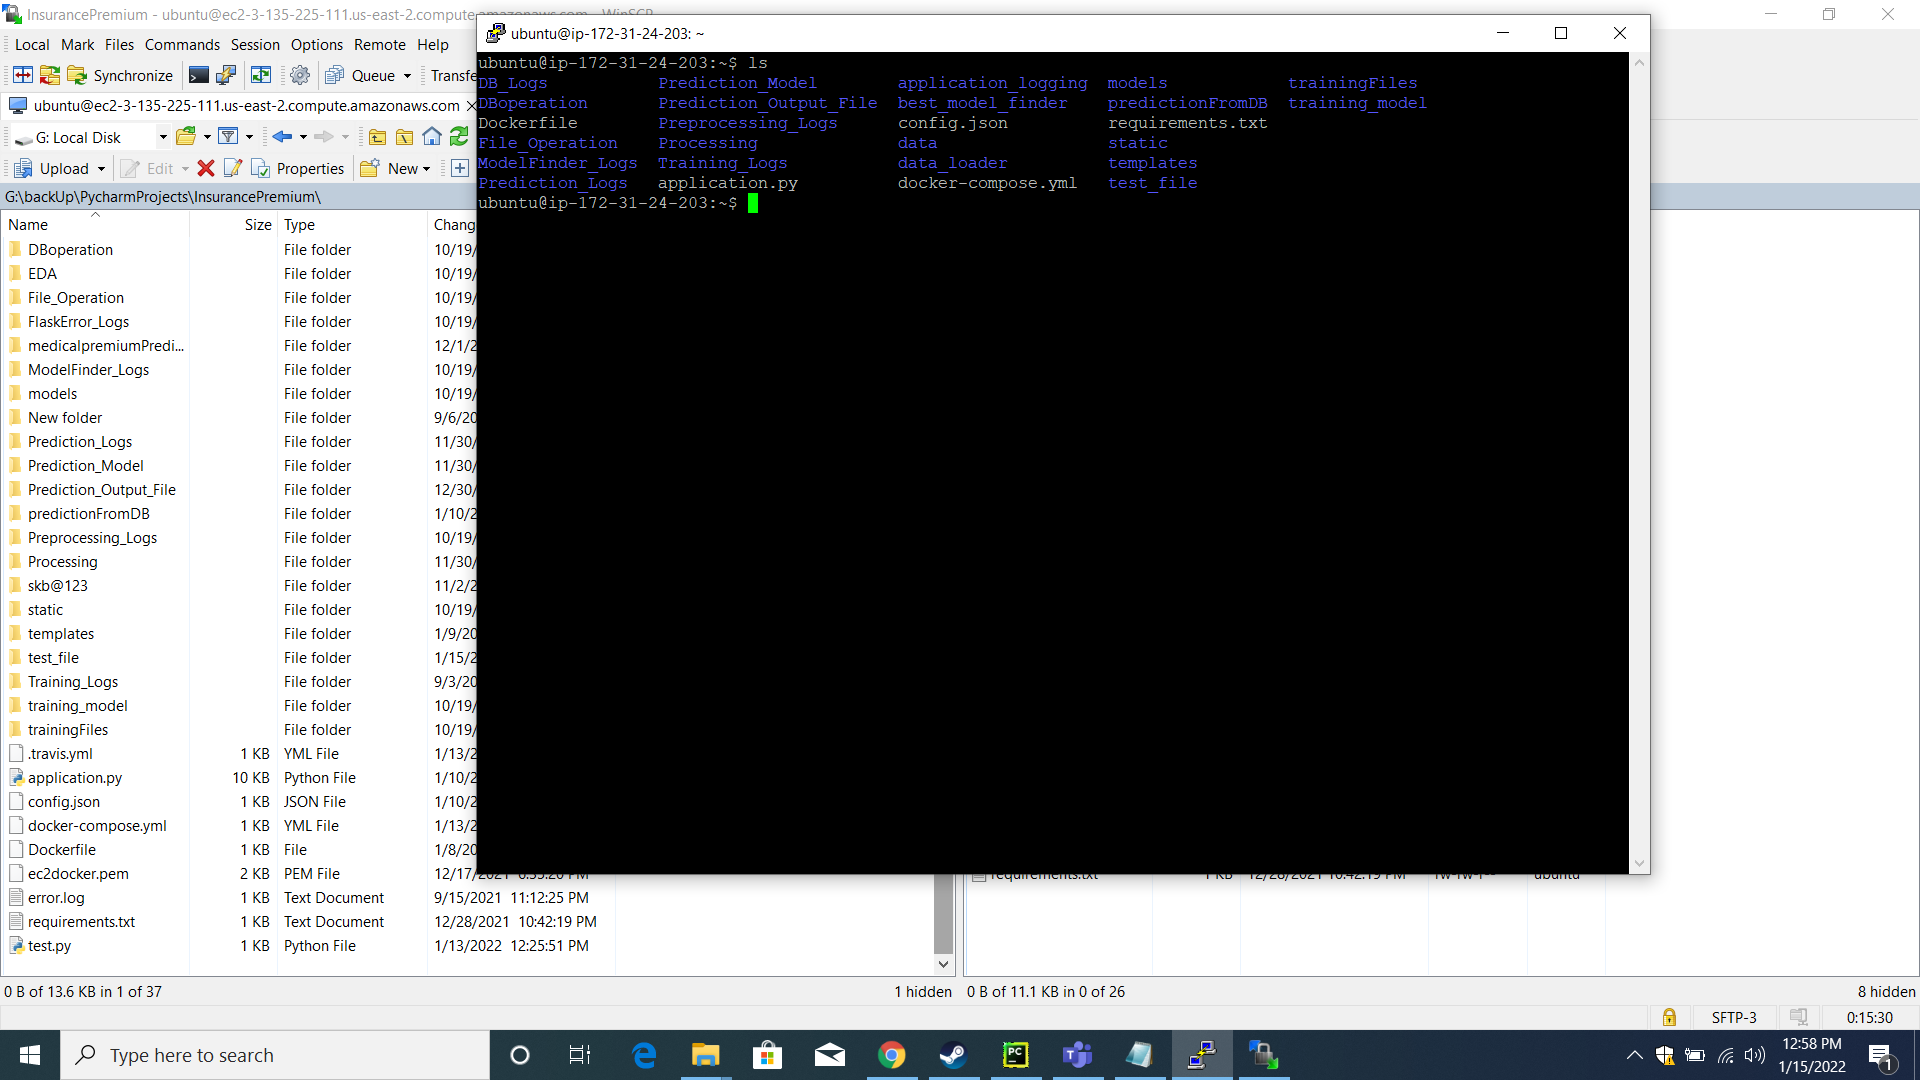 InsurancePremium - ubuntu@ec2-3-135-225-111.us-east-2.compute.amazonaws.com - WinSCP
Local Mark Files Commands Session Options Remote Help
Synchronize Queue Transfe
ubuntu@ec2-3-135-225-111.us-east-2.compute.amazonaws.com
G: Local Disk
Upload Edit Properties New
G:\backUp\PycharmProjects\InsurancePremium\
Name Size Type Chang
DBoperation File folder 10/19/
EDA File folder 10/19/
File_Operation File folder 10/19/
FlaskError_Logs File folder 10/19/
medicalpremiumPredi... File folder 12/1/2
ModelFinder_Logs File folder 10/19/
models File folder 10/19/
New folder File folder 9/6/20
Prediction_Logs File folder 11/30/
Prediction_Model File folder 11/30/
Prediction_Output_File File folder 12/30/
predictionFromDB File folder 1/10/2
Preprocessing_Logs File folder 10/19/
Processing File folder 11/30/
skb@123 File folder 11/2/2
static File folder 10/19/
templates File folder 1/9/20
test_file File folder 1/15/2
Training_Logs File folder 9/3/20
training_model File folder 10/19/
trainingFiles File folder 10/19/
.travis.yml 1 KB YML File 1/13/2
application.py 10 KB Python File 1/10/2
config.json 1 KB JSON File 1/10/2
docker-compose.yml 1 KB YML File 1/13/2
Dockerfile 1 KB File 1/8/20
ec2docker.pem 2 KB PEM File 12/17/2021
error.log 1 KB Text Document 9/15/2021 11:12:25 PM
requirements.txt 1 KB Text Document 12/28/2021 10:42:19 PM
test.py 1 KB Python File 1/13/2022 12:25:51 PM
ubuntu@ip-172-31-24-203: ~
ubuntu@ip-172-31-24-203:~$ ls
DB_Logs Prediction_Model application_logging models trainingFiles
DBoperation Prediction_Output_File best_model_finder predictionFromDB training_model
Dockerfile Preprocessing_Logs config.json requirements.txt
File_Operation Processing data static
ModelFinder_Logs Training_Logs data_loader templates
Prediction_Logs application.py docker-compose.yml test_file
ubuntu@ip-172-31-24-203:~$
requirements.txt 1 KB 12/28/2021 10:42:19 PM rw-rw-r-- ubuntu
0 B of 13.6 KB in 1 of 37 1 hidden 0 B of 11.1 KB in 0 of 26 8 hidden
SFTP-3 0:15:30
Type here to search
PC
12:58 PM
1/15/2022
1